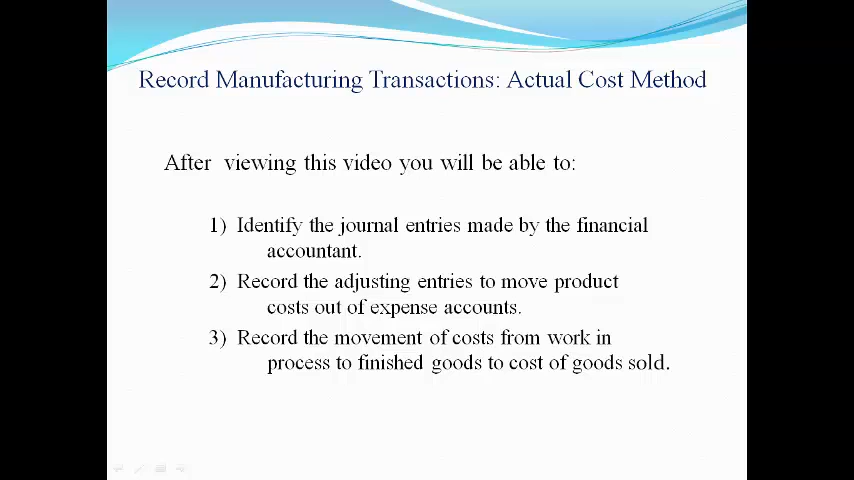 Record Manufacturing Transactions: Actual Cost Method
After viewing this video you will be able to:
1) Identify the journal entries made by the financial
accountant.
2) Record the adjusting entries to move product
costs out of expense accounts.
3) Record the movement of costs from work in
process to finished goods to cost of goods sold.